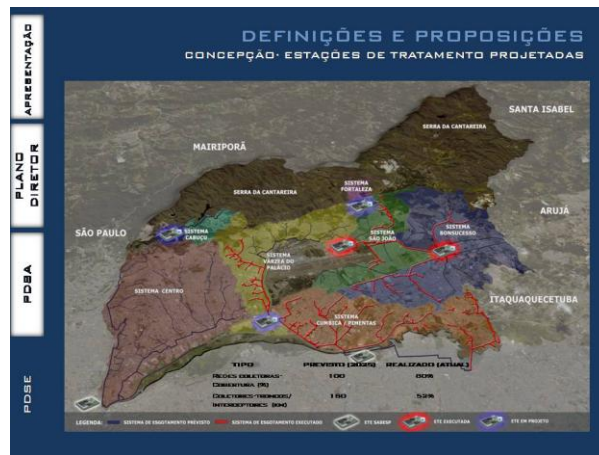 DEFINIÇÕES E PROPOSIÇÕES
CONCEPÇÃO- ESTAÇÕES DE TRATAMENTO PROJETADAS
APRESENTAÇÃO
PLANO DIRETOR
PDBA
PDSE
SANTA ISABEL
SERRA DA CANTAREIRA
MAIRIPORÃ
SERRA DA CANTAREIRA
SISTEMA
FORTALEZA
ARUJÁ
SÃO PAULO
SISTEMA
CABUÇU
SISTEMA
SÃO JOÃO
SISTEMA
BONSUCESSO
SISTEMA
VÁRZEA DO
PALÁCIO
SISTEMA CENTRO
ITAQUAQUECETUBA
SISTEMA
CUMBICA / PIMENTAS
TIPO PREVISTO (2025) REALIZADO (ATUAL)
REDES COLETORAS-
COBERTURA (%) 100 80%
COLETORES-TRONCOS/
INTERCEPTORES (KM) 150 52%
LEGENDA: SISTEMA DE ESGOTAMENTO PREVISTO SISTEMA DE ESGOTAMENTO EXECUTADO ETE SABESP ETE EXECUTADA ETE EM PROJETO